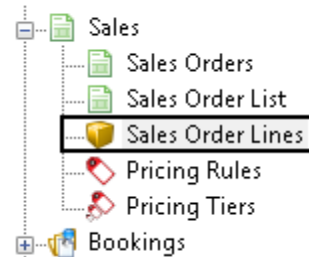 Sales
Sales Orders
Sales Order List
Sales Order Lines
Pricing Rules
Pricing Tiers
Bookings